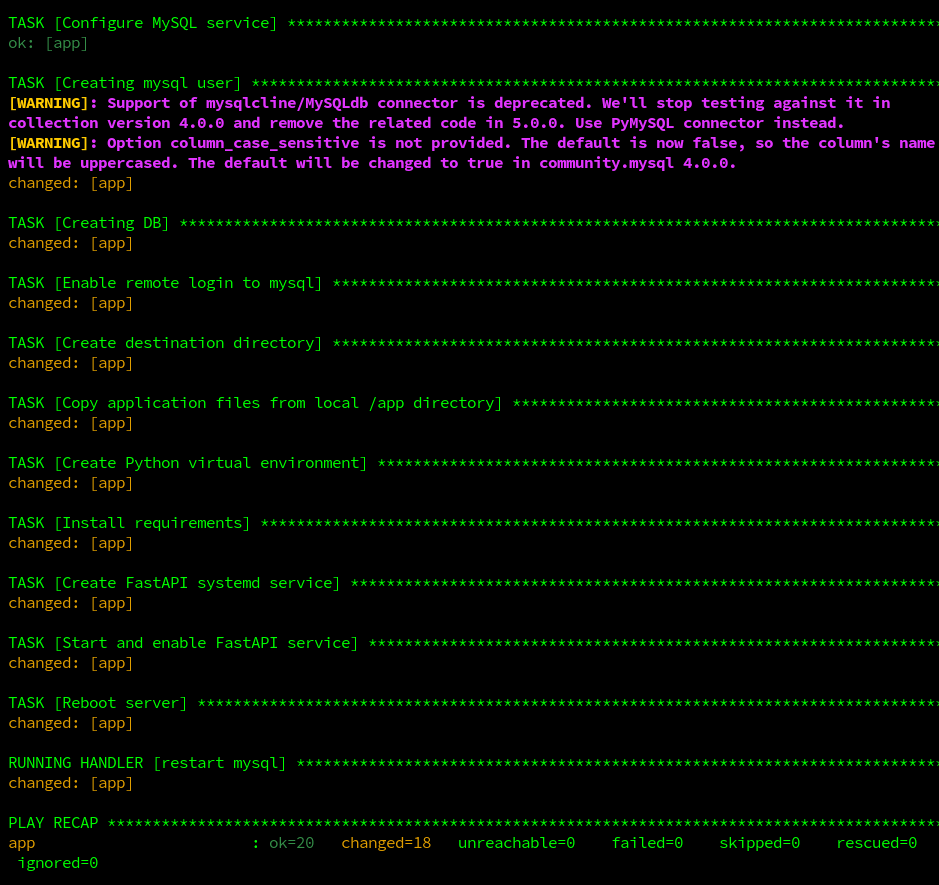 TASK [Configure MySQL service] *************************************************************************
ok: [app]
TASK [Creating mysql user] *****************************************************************************
[WARNING]: Support of mysqlcline/MySQLdb connector is deprecated. We'll stop testing against it in
collection version 4.0.0 and remove the related code in 5.0.0. Use PyMySQL connector instead.
[WARNING]: Option column_case_sensitive is not provided. The default is now false, so the column's name
will be uppercased. The default will be changed to true in community.mysql 4.0.0.
changed: [app]
TASK [Creating DB] *************************************************************************************
changed: [app]
TASK [Enable remote login to mysql] ********************************************************************
changed: [app]
TASK [Create destination directory] ********************************************************************
changed: [app]
TASK [Copy application files from local /app directory] ************************************************
changed: [app]
TASK [Create Python virtual environment] ***************************************************************
changed: [app]
TASK [Install requirements] ****************************************************************************
changed: [app]
TASK [Create FastAPI systemd service] ******************************************************************
changed: [app]
TASK [Start and enable FastAPI service] ****************************************************************
changed: [app]
TASK [Reboot server] ***********************************************************************************
changed: [app]
RUNNING HANDLER [restart mysql] ************************************************************************
changed: [app]
PLAY RECAP *********************************************************************************************
app                        : ok=20   changed=18   unreachable=0    failed=0    skipped=0    rescued=0
 ignored=0